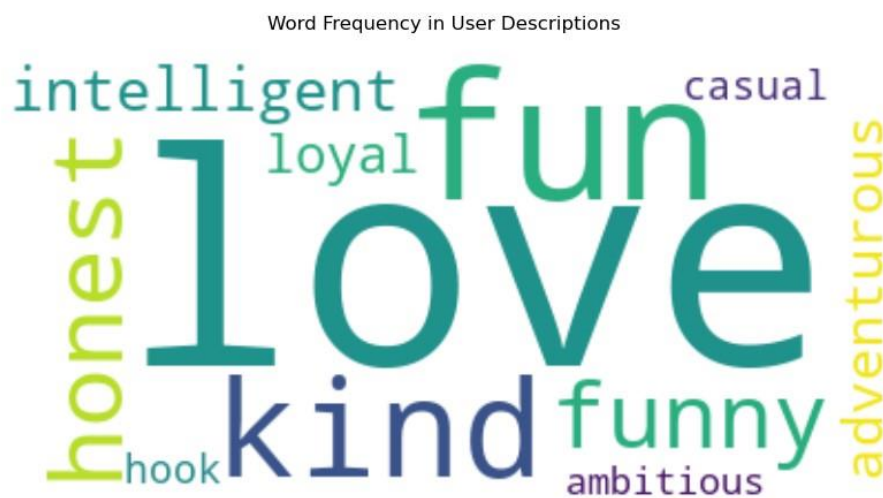 Word Frequency in User Descriptions
intelligent
casual
fun
loyal
honest
love
adventurous
kind
funny
hook
ambitious